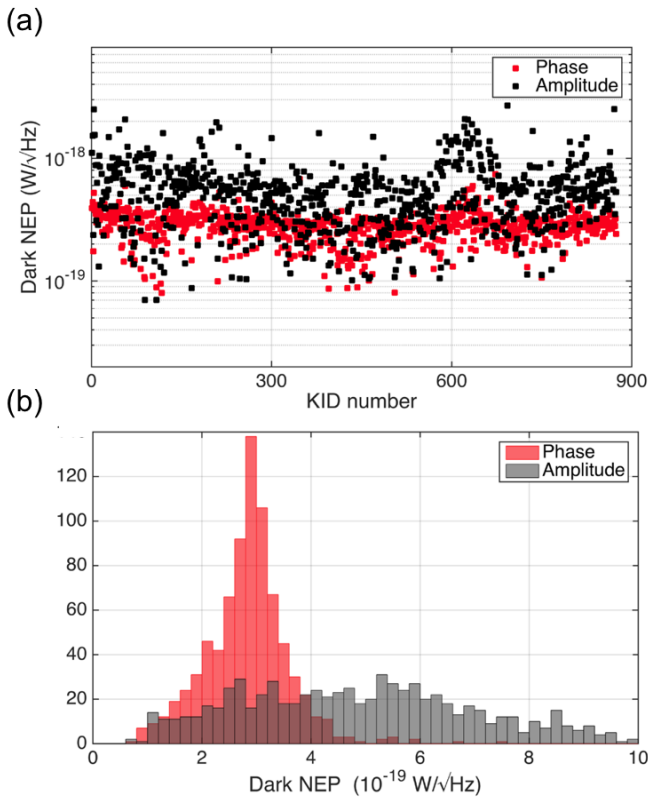 (a)
Phase
Amplitude
10⁻¹⁸
10⁻¹⁹
Dark NEP (W/√Hz)
0 300 600 900
KID number
(b)
Phase
Amplitude
120
100
80
60
40
20
0
0 2 4 6 8 10
Dark NEP (10⁻¹⁹ W/√Hz)